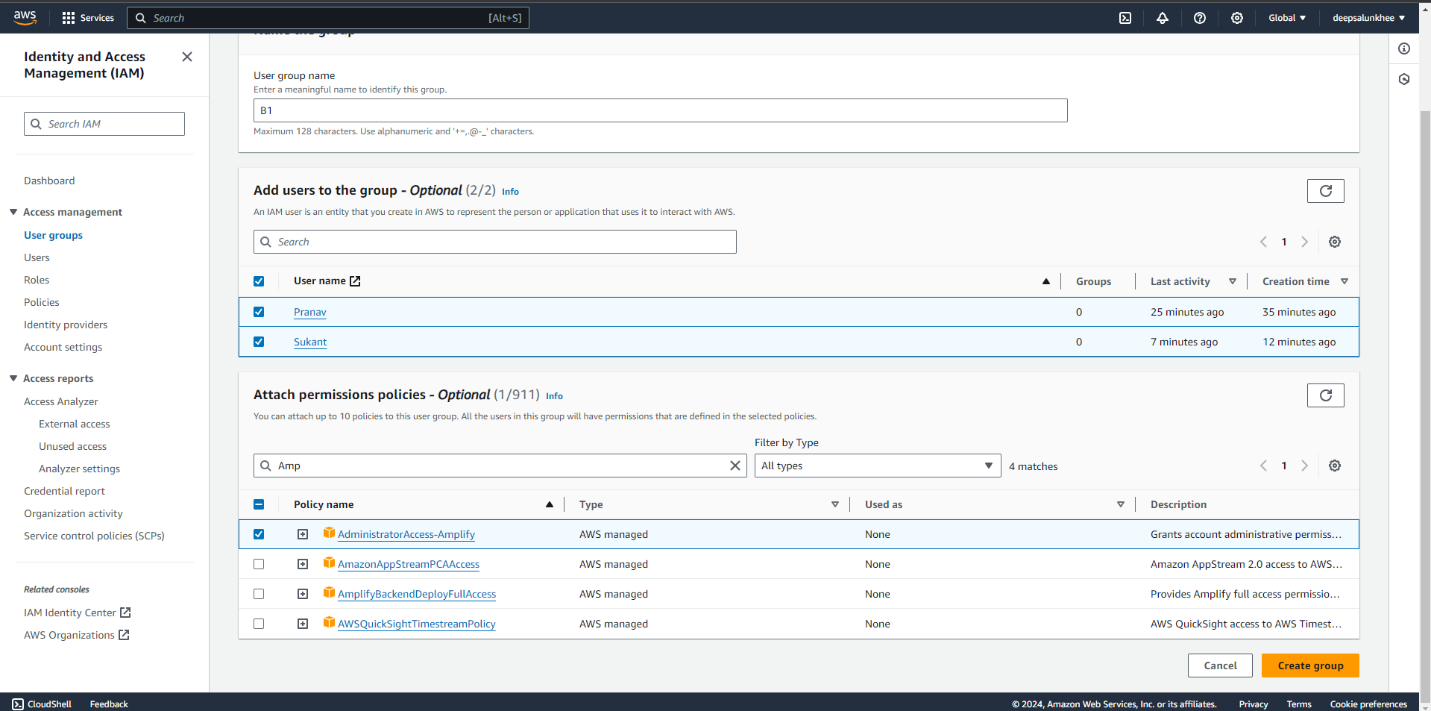 aws Services Search [Alt+S] Global ▼ deepsalunkhee ▼
Identity and Access Management (IAM)
Search IAM
Dashboard
Access management
User groups
Users
Roles
Policies
Identity providers
Account settings
Access reports
Access Analyzer
External access
Unused access
Analyzer settings
Credential report
Organization activity
Service control policies (SCPs)
Related consoles
IAM Identity Center
AWS Organizations
Name the group
User group name
Enter a meaningful name to identify this group.
B1
Maximum 128 characters. Use alphanumeric and '+=,.@-_' characters.
Add users to the group - Optional (2/2) Info
An IAM user is an entity that you create in AWS to represent the person or application that uses it to interact with AWS.
Search
1
User name Groups Last activity Creation time
Pranav 0 25 minutes ago 35 minutes ago
Sukant 0 7 minutes ago 12 minutes ago
Attach permissions policies - Optional (1/911) Info
You can attach up to 10 policies to this user group. All the users in this group will have permissions that are defined in the selected policies.
Filter by Type
Amp All types 4 matches 1
Policy name Type Used as Description
AdministratorAccess-Amplify AWS managed None Grants account administrative permiss...
AmazonAppStreamPCAAccess AWS managed None Amazon AppStream 2.0 access to AWS...
AmplifyBackendDeployFullAccess AWS managed None Provides Amplify full access permissio...
AWSQuickSightTimestreamPolicy AWS managed None AWS QuickSight access to AWS Timest...
Cancel Create group
CloudShell Feedback © 2024, Amazon Web Services, Inc. or its affiliates. Privacy Terms Cookie preferences